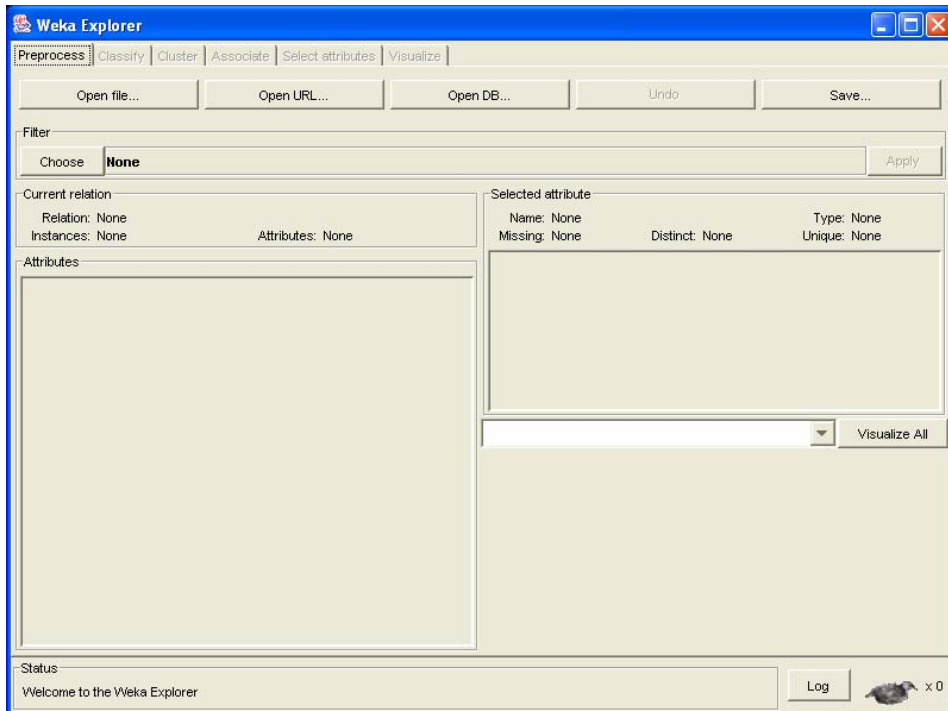 Weka Explorer
Preprocess Classify Cluster Associate Select attributes Visualize
Open file... Open URL... Open DB... Undo Save...
Filter
Choose None Apply
Current relation
Relation: None
Instances: None Attributes: None
Selected attribute
Name: None Type: None
Missing: None Distinct: None Unique: None
Attributes
Visualize All
Status
Welcome to the Weka Explorer
Log x 0